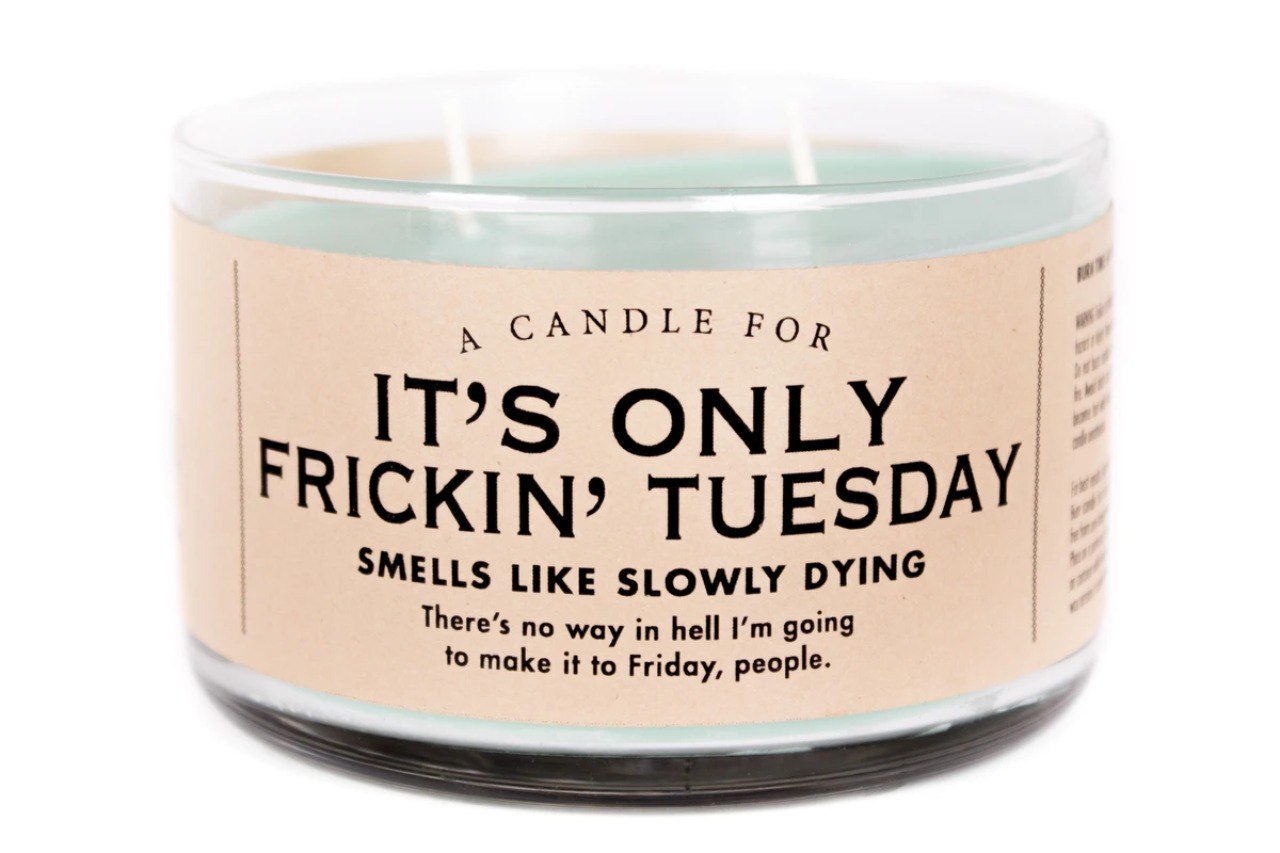 A CANDLE FOR
IT'S ONLY
FRICKIN' TUESDAY
SMELLS LIKE SLOWLY DYING
There's no way in hell I'm going
to make it to Friday, people.